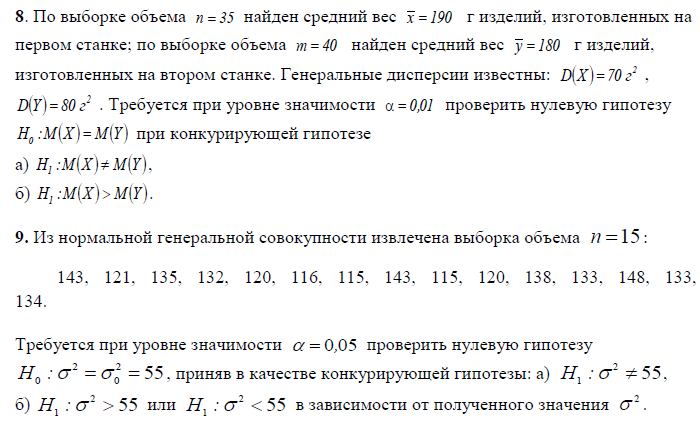 8. По выборке объема n = 35 найден средний вес x̅ = 190 г изделий, изготовленных на
первом станке; по выборке объема m = 40 найден средний вес y̅ = 180 г изделий,
изготовленных на втором станке. Генеральные дисперсии известны: D(X) = 70 г²,
D(Y) = 80 г². Требуется при уровне значимости α = 0,01 проверить нулевую гипотезу
H₀ : M(X) = M(Y) при конкурирующей гипотезе
а) H₁ : M(X) ≠ M(Y),
б) H₁ : M(X) > M(Y).
9. Из нормальной генеральной совокупности извлечена выборка объема n = 15 :
143, 121, 135, 132, 120, 116, 115, 143, 115, 120, 138, 133, 148, 133,
134.
Требуется при уровне значимости α = 0,05 проверить нулевую гипотезу
H₀ : σ² = σ₀² = 55, приняв в качестве конкурирующей гипотезы: а) H₁ : σ² ≠ 55,
б) H₁ : σ² > 55 или H₁ : σ² < 55 в зависимости от полученного значения σ².